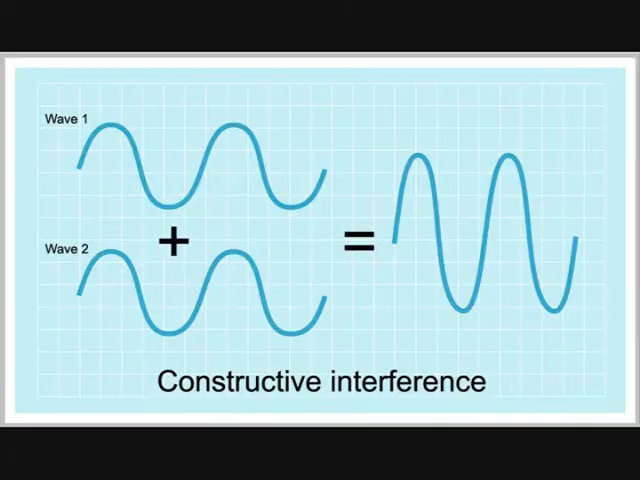 Wave 1
+
=
Wave 2
Constructive interference